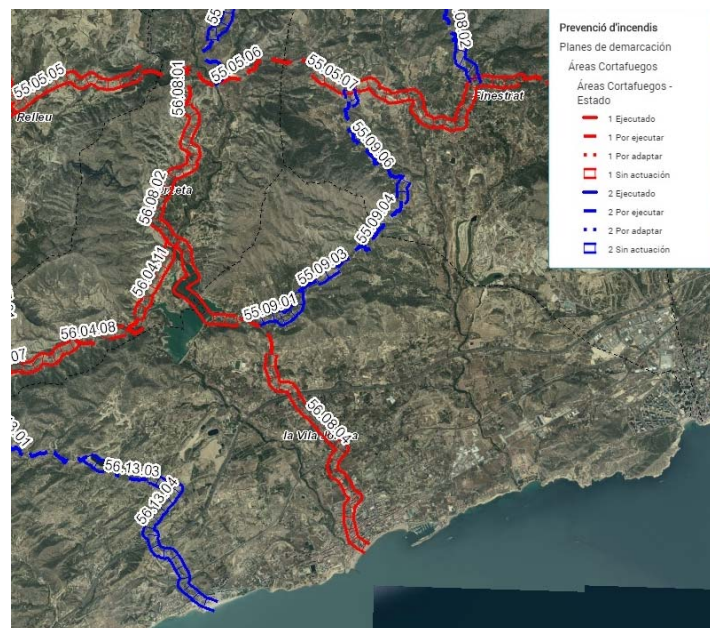 Prevenció d'incendis
Planes de demarcación
Áreas Cortafuegos
Áreas Cortafuegos -
Estado
1 Ejecutado
1 Por ejecutar
1 Por adaptar
1 Sin actuación
2 Ejecutado
2 Por ejecutar
2 Por adaptar
2 Sin actuación
08.02
55.05.05
56.08.01
55.05.06
55.05.07
Finestrat
Relleu
55.09.06
56.08.02
55.09.04
56.04.11
55.09.03
55.09.01
56.04.08
07
56.08.04
la Vila
13.01
56.13.03
56.13.04